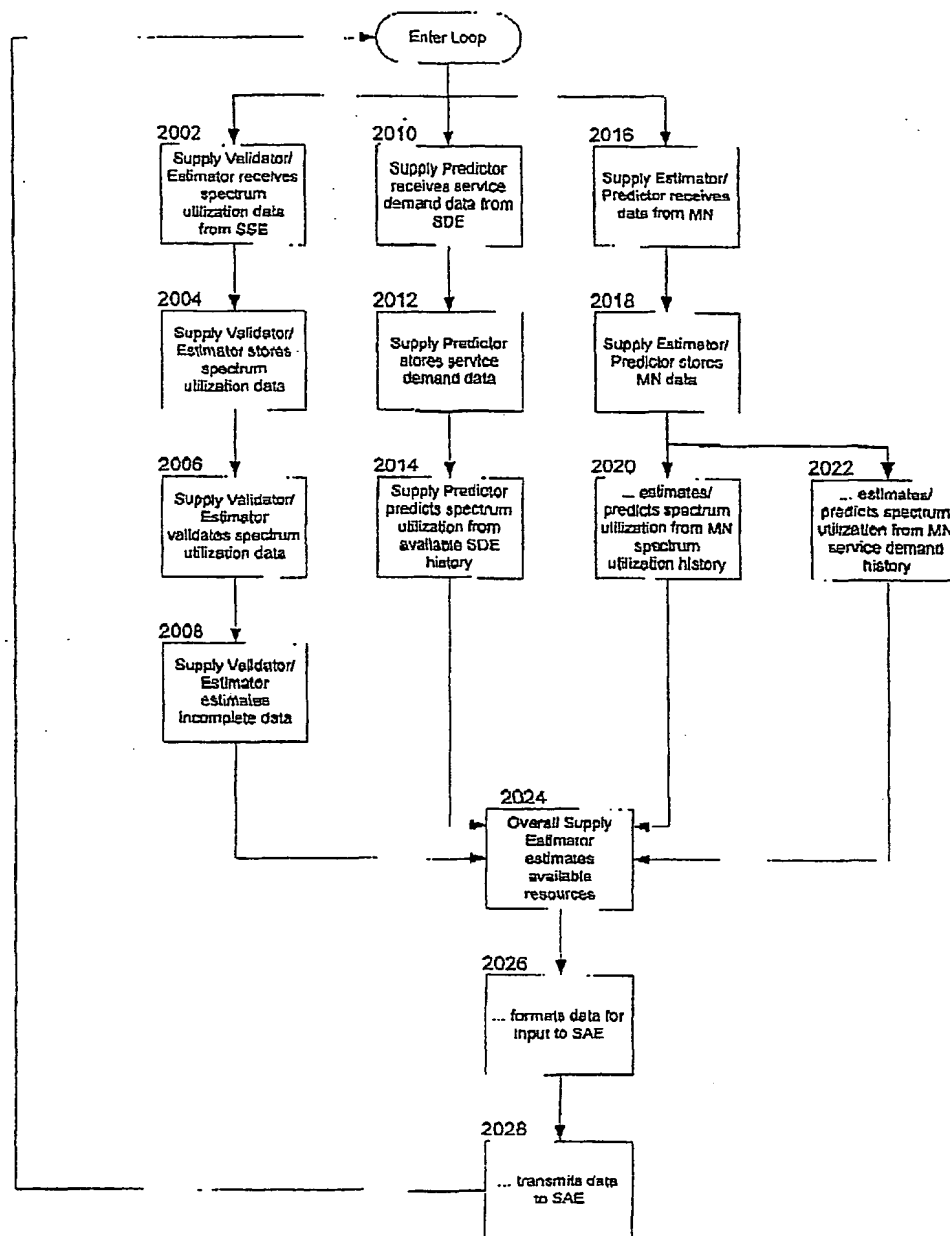 Enter Loop
2002
Supply Validator/
Estimator receives
spectrum
utilization data
from SSE
2010
Supply Predictor
receives service
demand data from
SDE
2016
Supply Estimator/
Predictor receives
data from MN
2004
Supply Validator/
Estimator stores
spectrum
utilization data
2012
Supply Predictor
stores service
demand data
2018
Supply Estimator/
Predictor stores
MN data
2006
Supply Validator/
Estimator
validates spectrum
utilization data
2014
Supply Predictor
predicts spectrum
utilization from
available SDE
history
2020
... estimates/
predicts spectrum
utilization from MN
spectrum
utilization history
2022
... estimates/
predicts spectrum
utilization from MN
service demand
history
2008
Supply Validator/
Estimator
estimates
incomplete data
2024
Overall Supply
Estimator
estimates
available
resources
2026
... formats data for
input to SAE
2028
... transmits data
to SAE